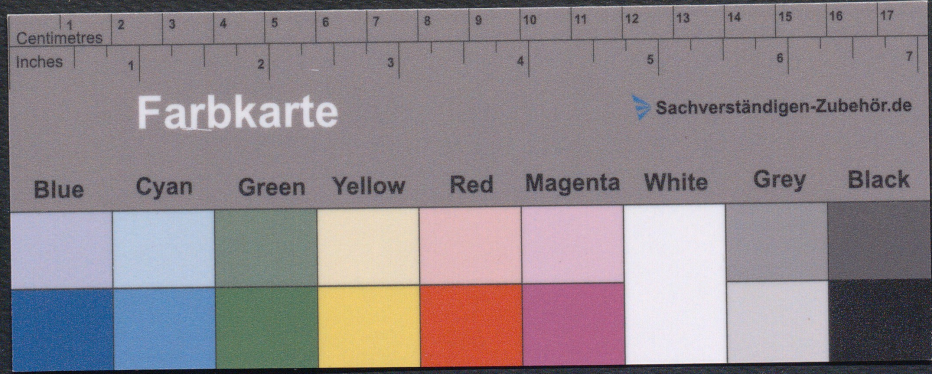 1 2 3 4 5 6 7 8 9 10 11 12 13 14 15 16 17
Centimetres
Inches
1 2 3 4 5 6 7
Farbkarte
Sachverständigen-Zubehör.de
Blue Cyan Green Yellow Red Magenta White Grey Black